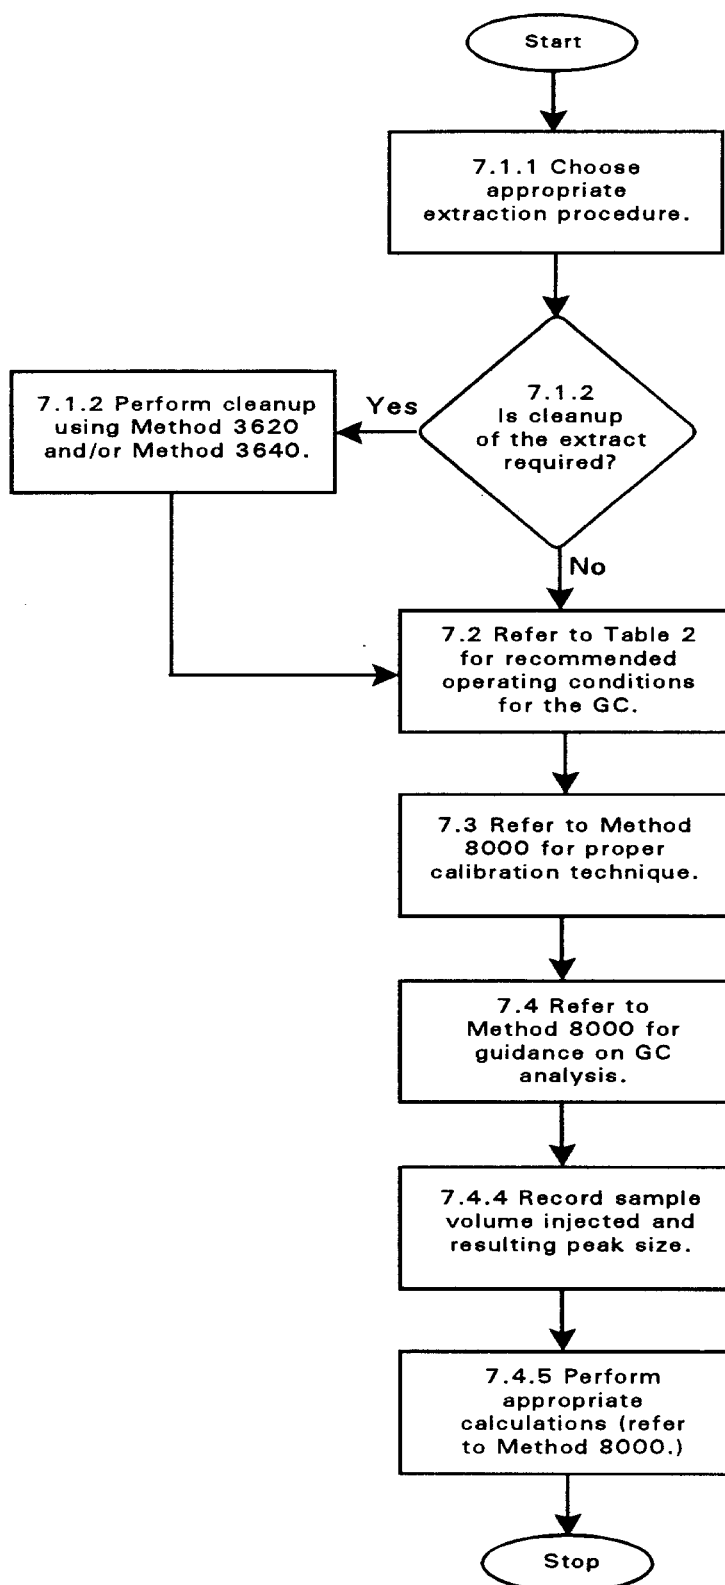 Start
7.1.1 Choose
appropriate
extraction procedure.
7.1.2
Is cleanup
of the extract
required?
Yes
7.1.2 Perform cleanup
using Method 3620
and/or Method 3640.
No
7.2 Refer to Table 2
for recommended
operating conditions
for the GC.
7.3 Refer to Method
8000 for proper
calibration technique.
7.4 Refer to
Method 8000 for
guidance on GC
analysis.
7.4.4 Record sample
volume injected and
resulting peak size.
7.4.5 Perform
appropriate
calculations (refer
to Method 8000.)
Stop